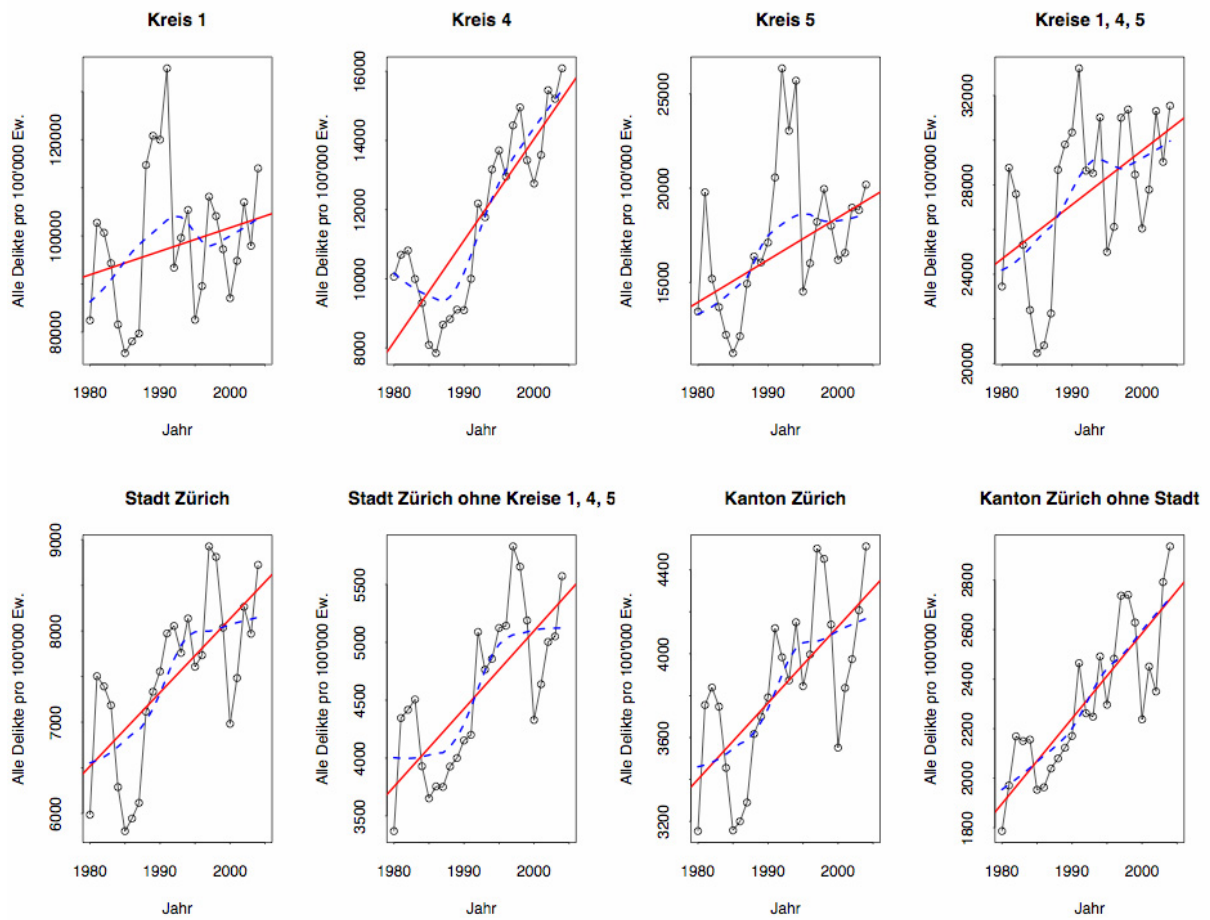 Kreis 1
Alle Delikte pro 100'000 Ew.
80000 100000 120000
1980 1990 2000
Jahr
Kreis 4
Alle Delikte pro 100'000 Ew.
8000 10000 12000 14000 16000
1980 1990 2000
Jahr
Kreis 5
Alle Delikte pro 100'000 Ew.
15000 20000 25000
1980 1990 2000
Jahr
Kreise 1, 4, 5
Alle Delikte pro 100'000 Ew.
20000 24000 28000 32000
1980 1990 2000
Jahr
Stadt Zürich
Alle Delikte pro 100'000 Ew.
6000 7000 8000 9000
1980 1990 2000
Jahr
Stadt Zürich ohne Kreise 1, 4, 5
Alle Delikte pro 100'000 Ew.
3500 4000 4500 5000 5500
1980 1990 2000
Jahr
Kanton Zürich
Alle Delikte pro 100'000 Ew.
3200 3600 4000 4400
1980 1990 2000
Jahr
Kanton Zürich ohne Stadt
Alle Delikte pro 100'000 Ew.
1800 2000 2200 2400 2600 2800
1980 1990 2000
Jahr